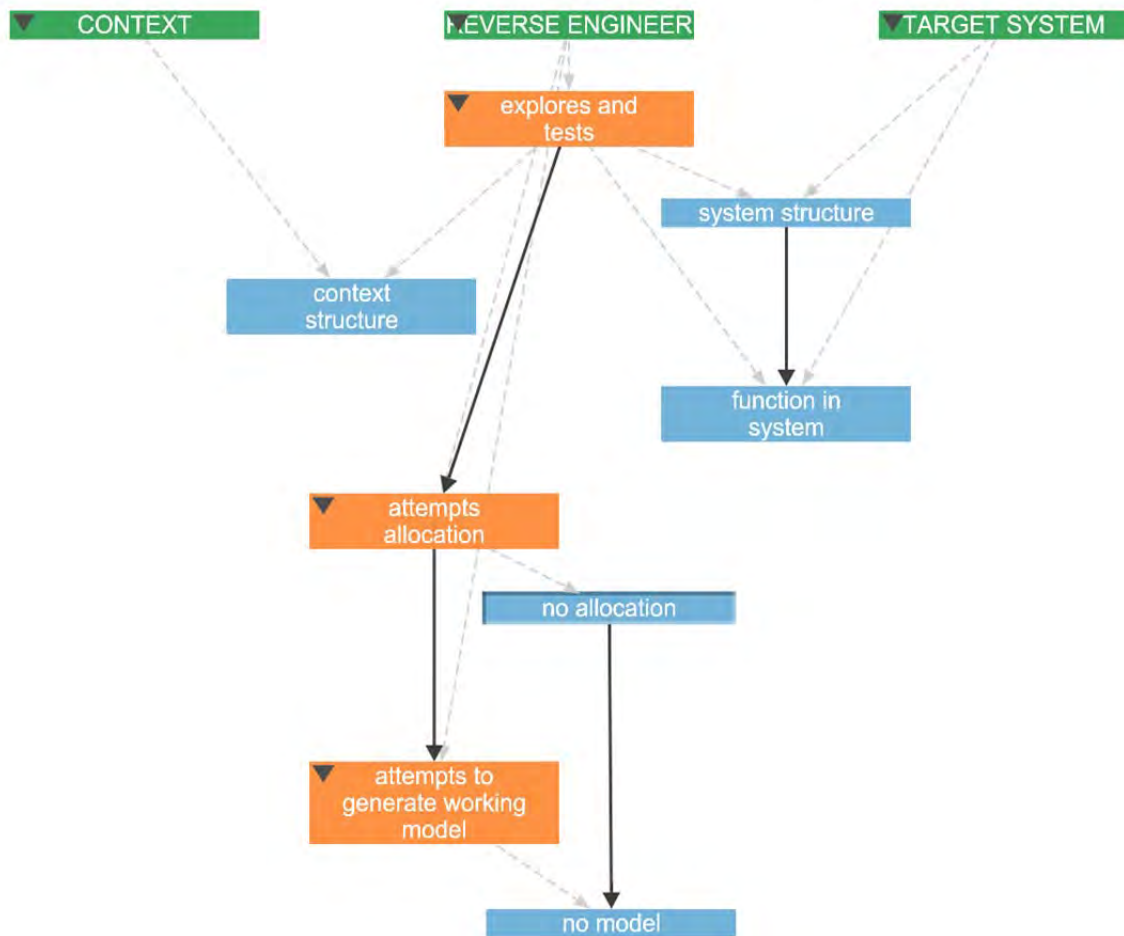 CONTEXT
REVERSE ENGINEER
TARGET SYSTEM
explores and
tests
system structure
context
structure
function in
system
attempts
allocation
no allocation
attempts to
generate working
model
no model